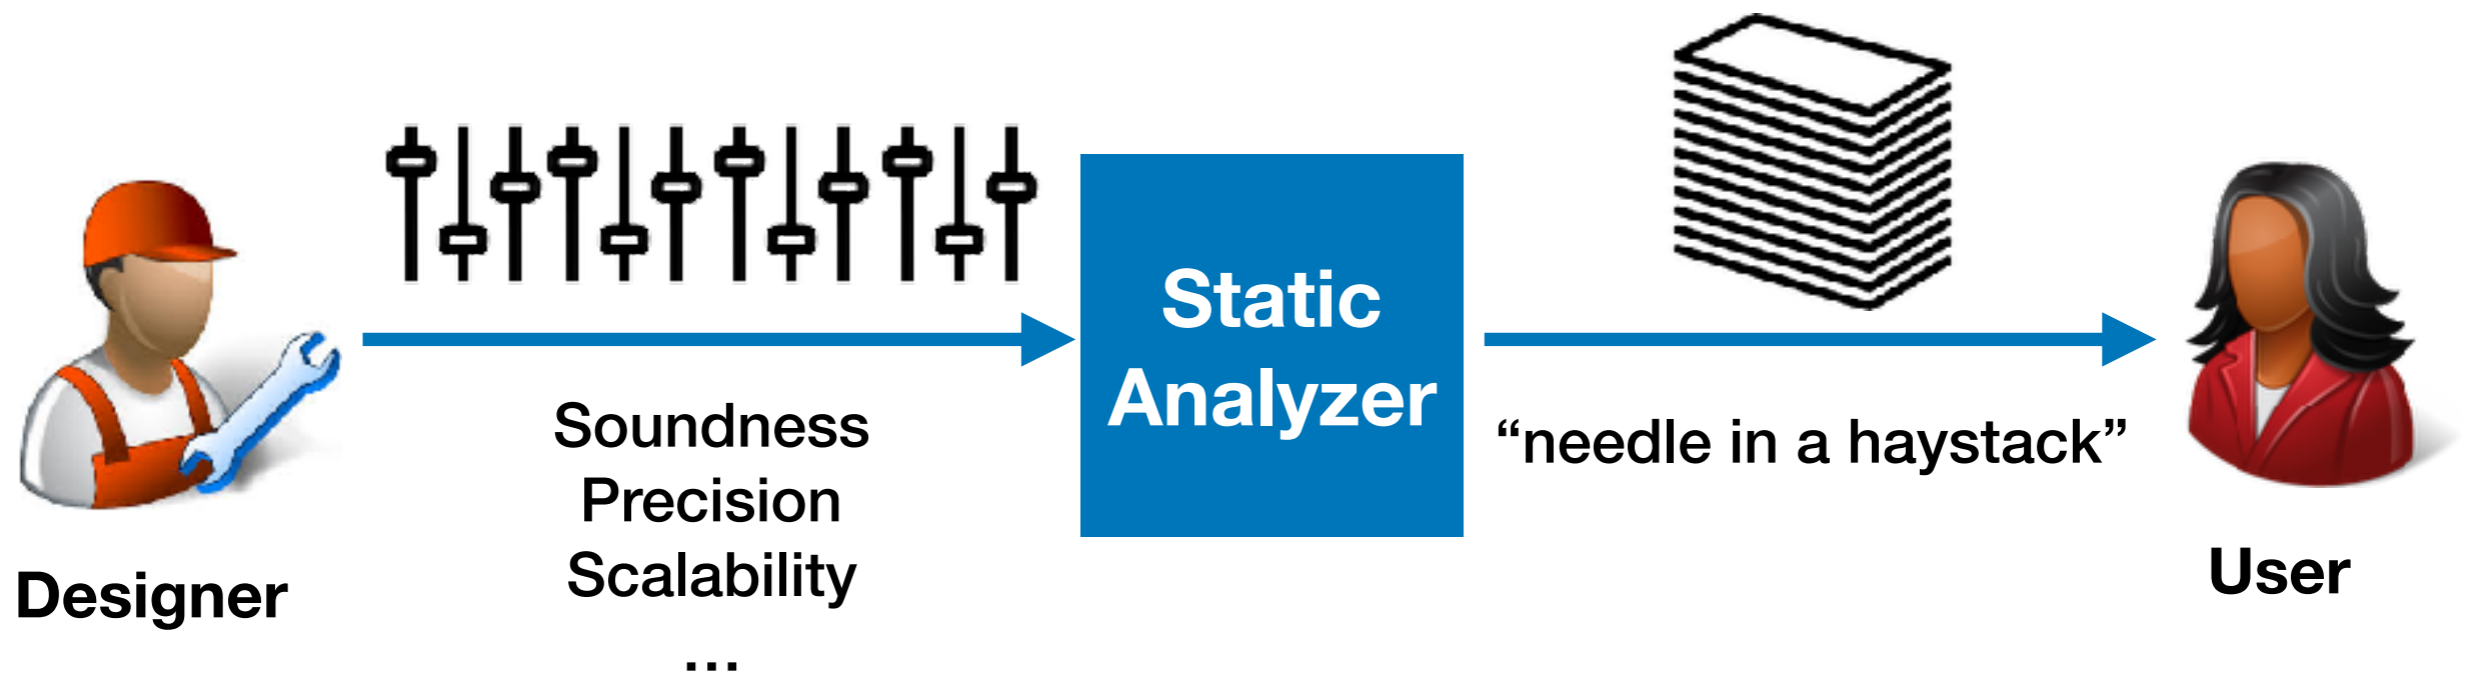 Designer
Soundness
Precision
Scalability
...
Static
Analyzer
“needle in a haystack”
User